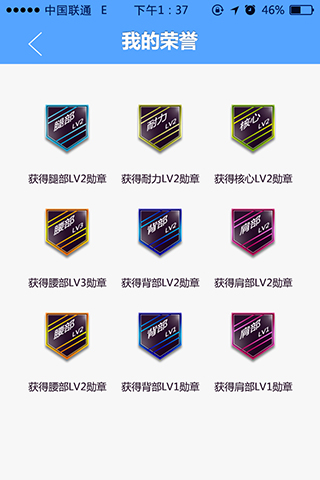 中国联通 E 下午1：37 46%
我的荣誉
腿部 LV2
耐力 LV2
核心 LV2
获得腿部LV2勋章
获得耐力LV2勋章
获得核心LV2勋章
腰部 LV3
背部 LV2
肩部 LV2
获得腰部LV3勋章
获得背部LV2勋章
获得肩部LV2勋章
腰部 LV2
背部 LV1
肩部 LV1
获得腰部LV2勋章
获得背部LV1勋章
获得肩部LV1勋章